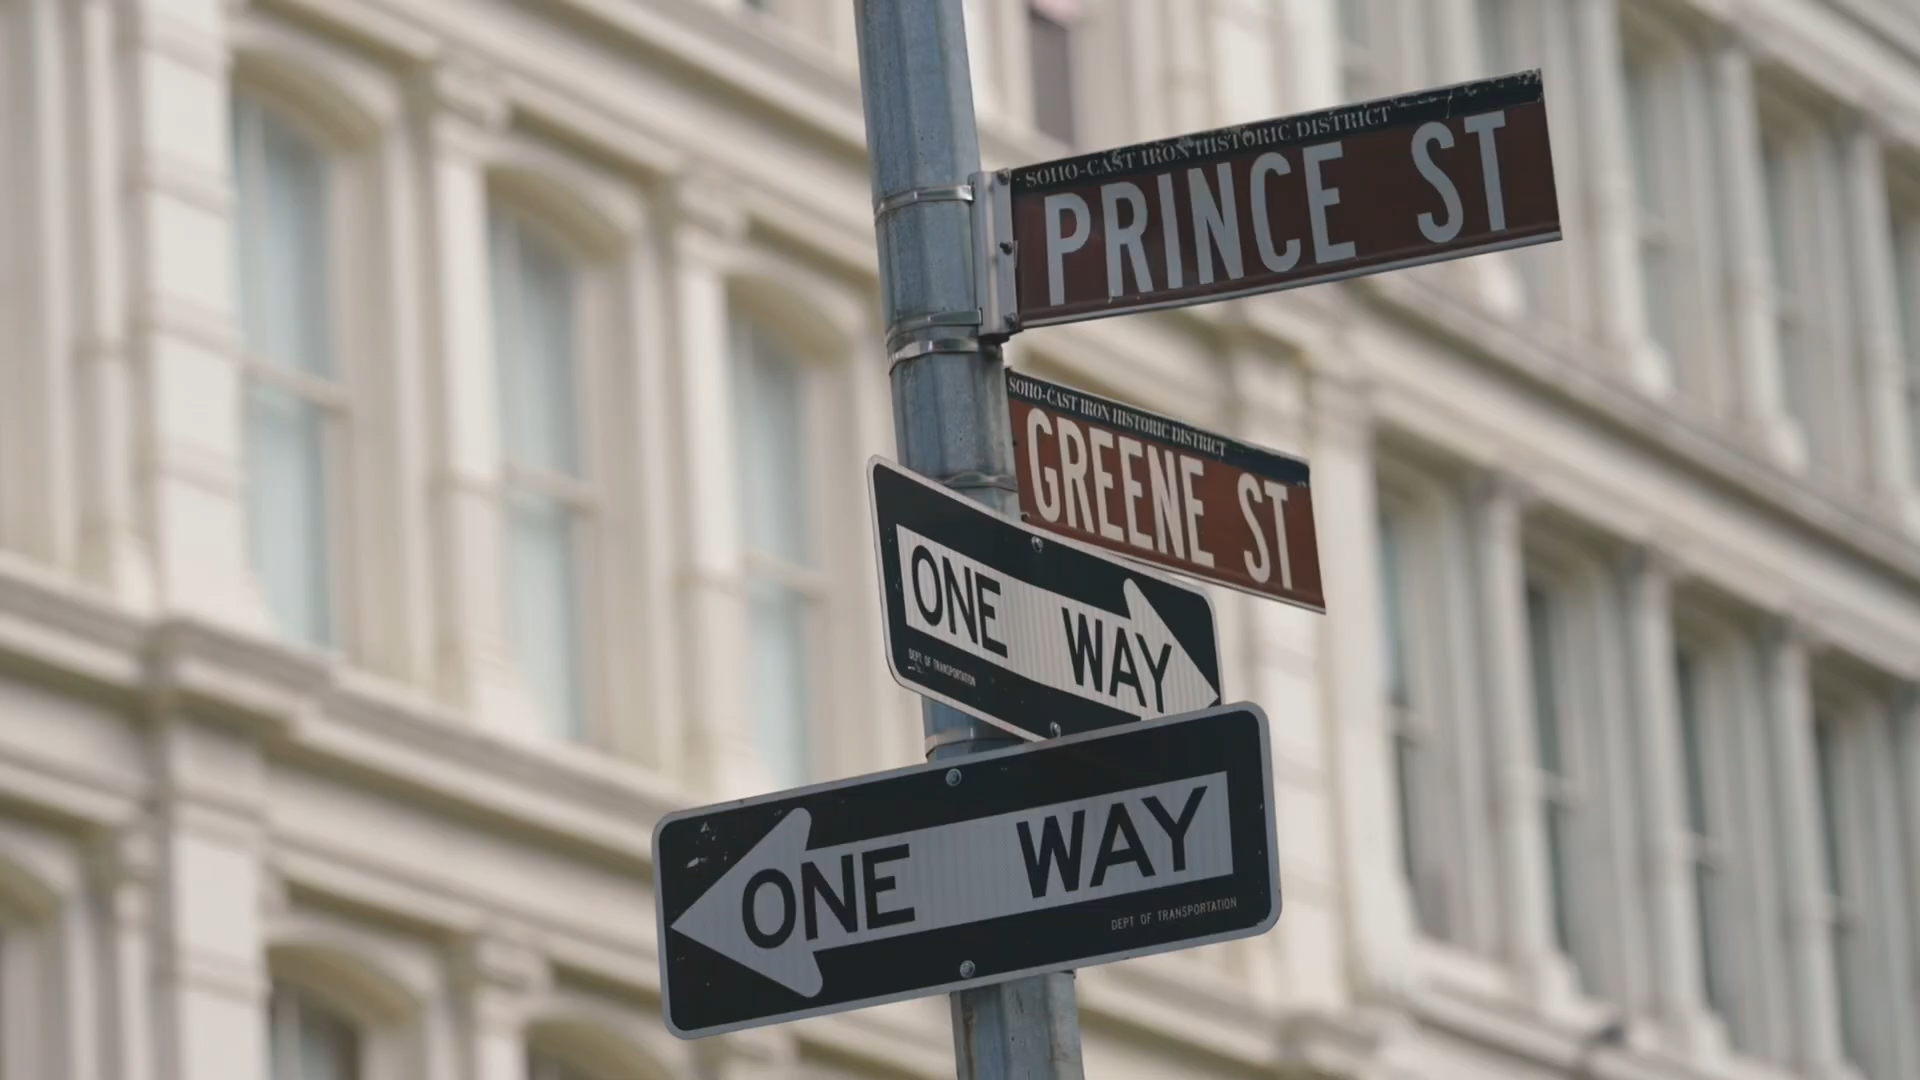 SOHO-CAST IRON HISTORIC DISTRICT
PRINCE ST
SOHO-CAST IRON HISTORIC DISTRICT
GREENE ST
ONE WAY
DEPT OF TRANSPORTATION
ONE WAY
DEPT OF TRANSPORTATION